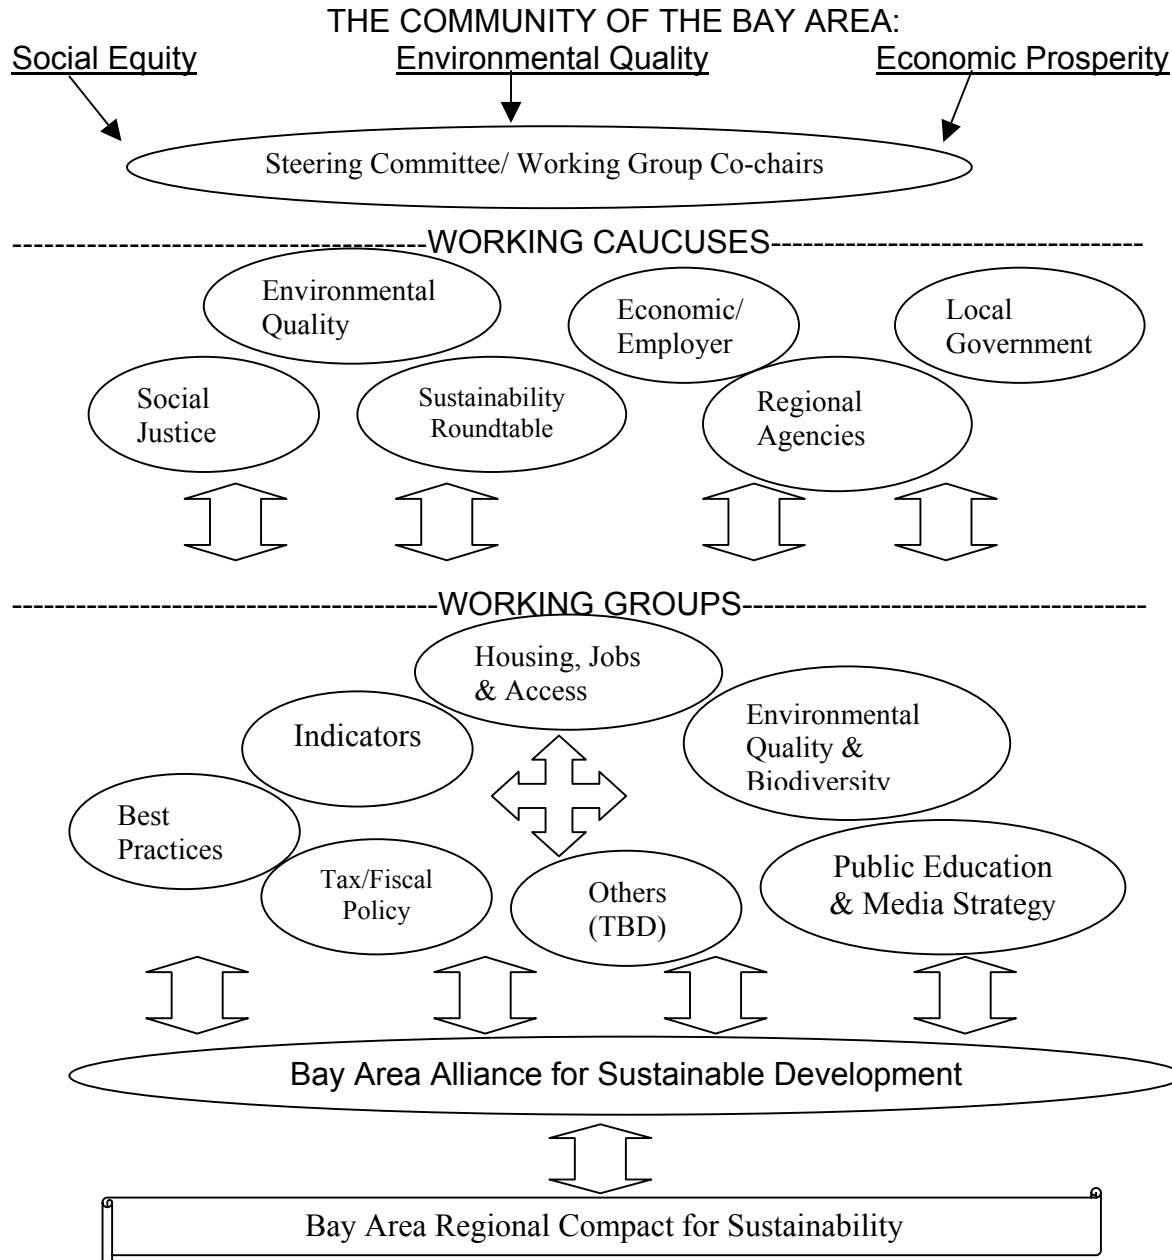 THE COMMUNITY OF THE BAY AREA:
Social Equity
Environmental Quality
Economic Prosperity
Steering Committee/ Working Group Co-chairs
---------------------------------------WORKING CAUCUSES-----------------------------------
Environmental
Quality
Economic/
Employer
Local
Government
Social
Justice
Sustainability
Roundtable
Regional
Agencies
----------------------------------------WORKING GROUPS--------------------------------------
Housing, Jobs
& Access
Indicators
Environmental
Quality &
Biodiversity
Best
Practices
Tax/Fiscal
Policy
Others
(TBD)
Public Education
& Media Strategy
Bay Area Alliance for Sustainable Development
Bay Area Regional Compact for Sustainability